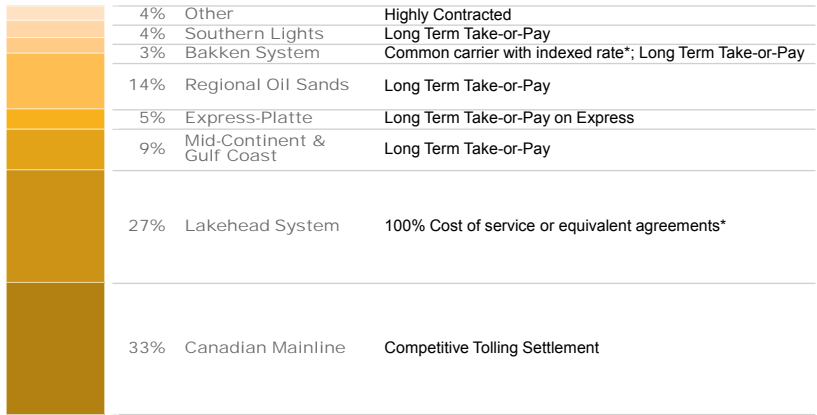 4% Other Highly Contracted
4% Southern Lights Long Term Take-or-Pay
3% Bakken System Common carrier with indexed rate*; Long Term Take-or-Pay
14% Regional Oil Sands Long Term Take-or-Pay
5% Express-Platte Long Term Take-or-Pay on Express
9% Mid-Continent &
Gulf Coast Long Term Take-or-Pay
27% Lakehead System 100% Cost of service or equivalent agreements*
33% Canadian Mainline Competitive Tolling Settlement